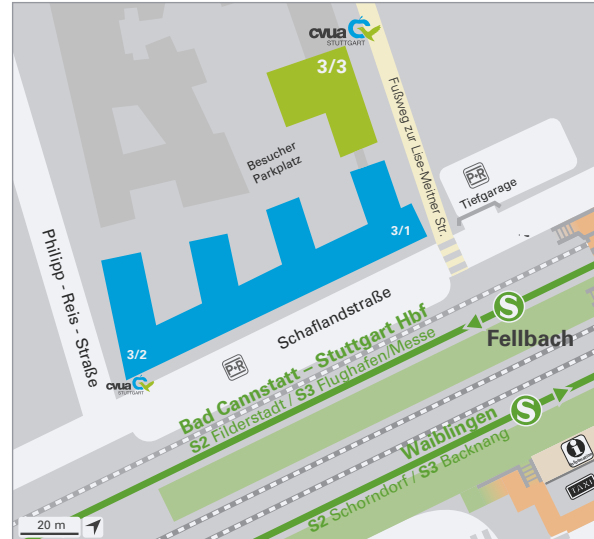 cvua
STUTTGART
3/3
Besucher
Parkplatz
Fußweg zur Lise-Meitner Str.
P+R
Tiefgarage
3/1
Philipp - Reis - Straße
3/2
cvua
STUTTGART
Schaflandstraße
P+R
S
Fellbach
Bad Cannstatt – Stuttgart Hbf
S2 Filderstadt / S3 Flughafen/Messe
S
Waiblingen
S2 Schorndorf / S3 Backnang
i
TAXI
20 m